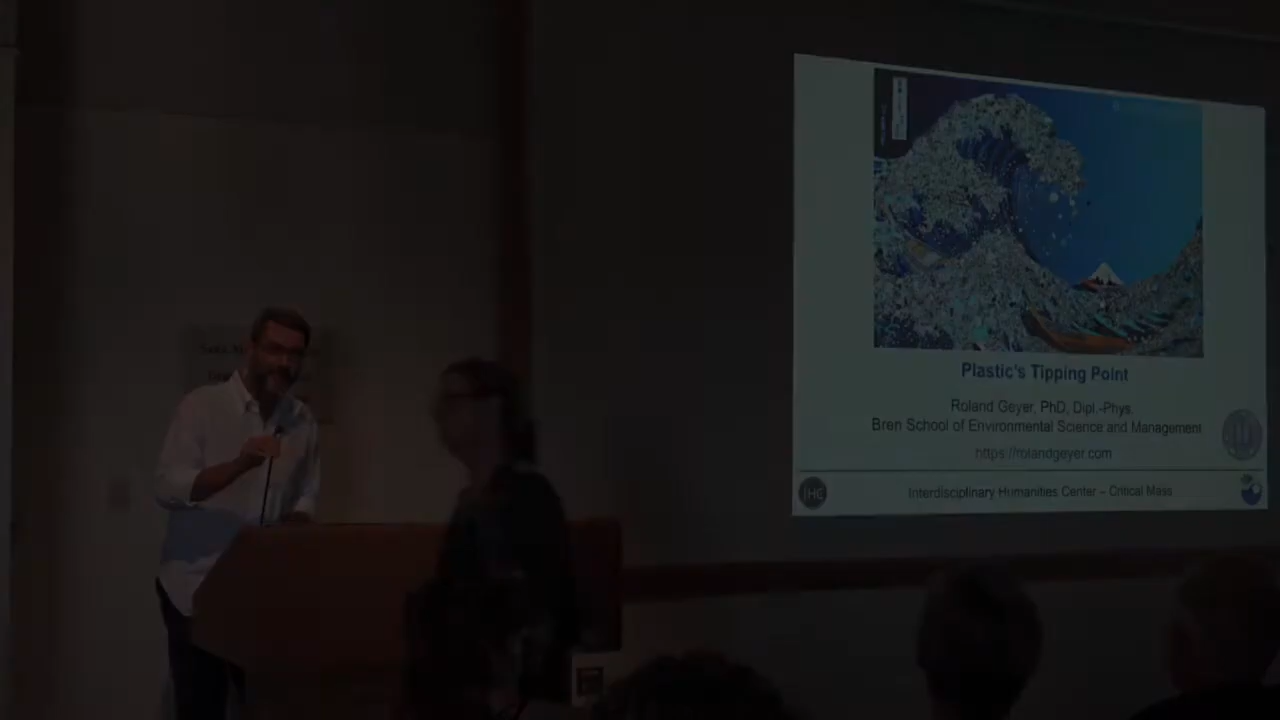 Plastic's Tipping Point
Roland Geyer, PhD, Dipl.-Phys.
Bren School of Environmental Science and Management
https://rolandgeyer.com
IHC
Interdisciplinary Humanities Center – Critical Mass